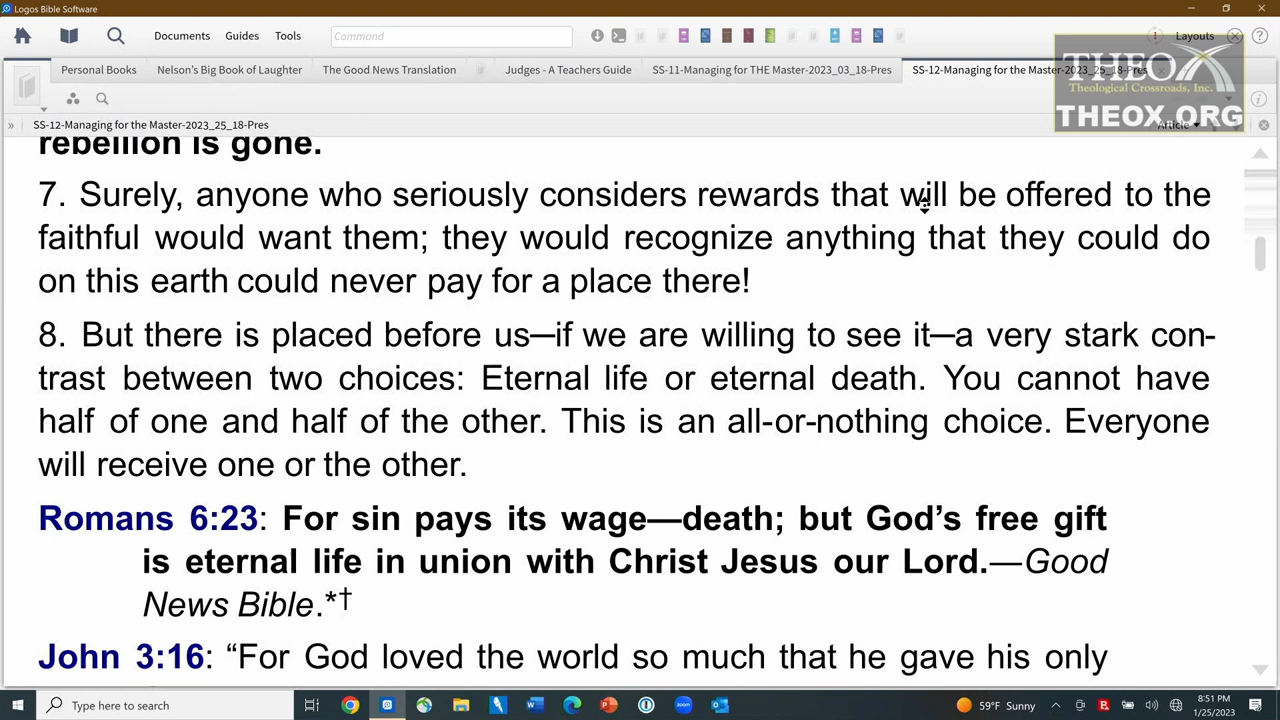 Logos Bible Software
Documents Guides Tools Command Layouts
Personal Books Nelson's Big Book of Laughter The Go Judges - A Teachers Guide SS-11-Managing for THE Master-2023_03_18-Pres SS-12-Managing for the Master-2023_25_18-Pres
THEOX
Theological Crossroads, Inc.
THEOX.ORG
SS-12-Managing for the Master-2023_25_18-Pres Article
rebellion is gone.
7. Surely, anyone who seriously considers rewards that will be offered to the
faithful would want them; they would recognize anything that they could do
on this earth could never pay for a place there!
8. But there is placed before us—if we are willing to see it—a very stark con-
trast between two choices: Eternal life or eternal death. You cannot have
half of one and half of the other. This is an all-or-nothing choice. Everyone
will receive one or the other.
Romans 6:23: For sin pays its wage—death; but God's free gift
is eternal life in union with Christ Jesus our Lord.—Good
News Bible.*†
John 3:16: “For God loved the world so much that he gave his only
Type here to search 59°F Sunny 8:51 PM
1/25/2023